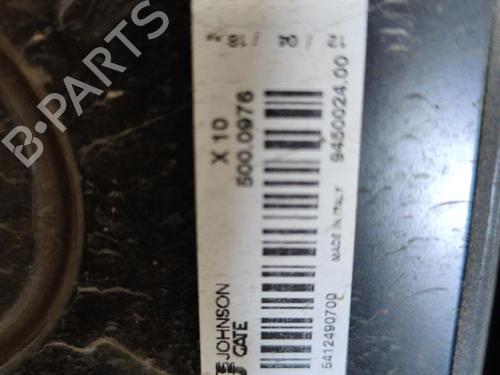 12 / 04 / 18
X 10
500.0976
9450024.00
MADE IN ITALY
JOHNSON
GATE
5412490700
B-PARTS